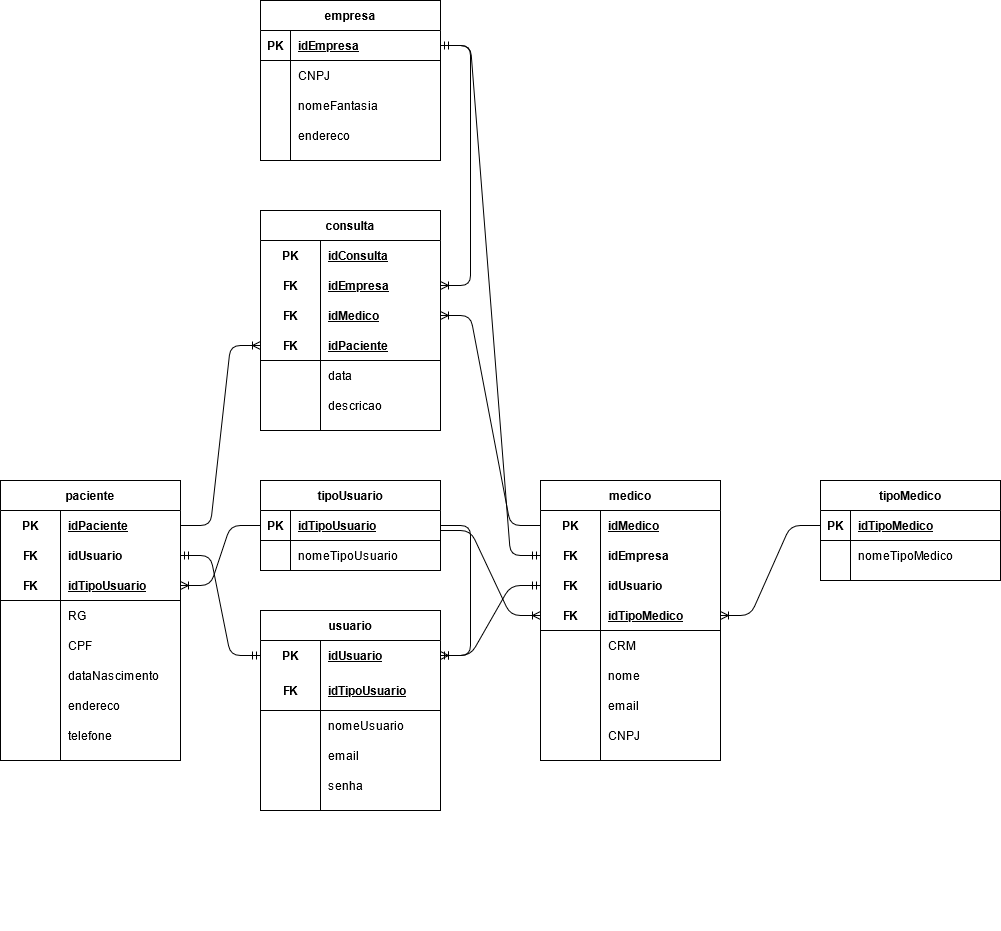 empresa
PK idEmpresa
CNPJ
nomeFantasia
endereco
consulta
PK idConsulta
FK idEmpresa
FK idMedico
FK idPaciente
data
descricao
paciente
PK idPaciente
FK idUsuario
FK idTipoUsuario
RG
CPF
dataNascimento
endereco
telefone
tipoUsuario
PK idTipoUsuario
nomeTipoUsuario
usuario
PK idUsuario
FK idTipoUsuario
nomeUsuario
email
senha
medico
PK idMedico
FK idEmpresa
FK idUsuario
FK idTipoMedico
CRM
nome
email
CNPJ
tipoMedico
PK idTipoMedico
nomeTipoMedico